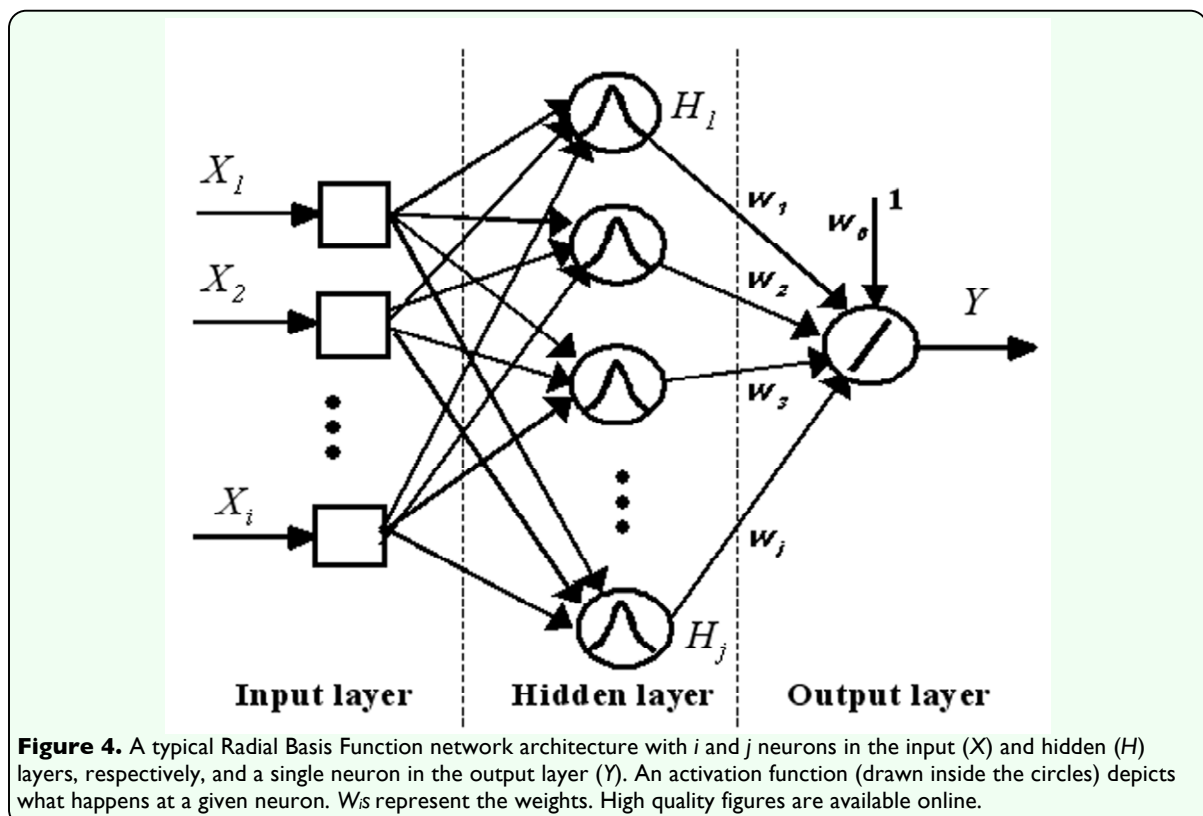 H₁
X₁
w₁
w₀
1
X₂
w₂
Y
w₃
Xᵢ
wⱼ
Hⱼ
Input layer
Hidden layer
Output layer
Figure 4. A typical Radial Basis Function network architecture with i and j neurons in the input (X) and hidden (H)
layers, respectively, and a single neuron in the output layer (Y). An activation function (drawn inside the circles) depicts
what happens at a given neuron. Wis represent the weights. High quality figures are available online.